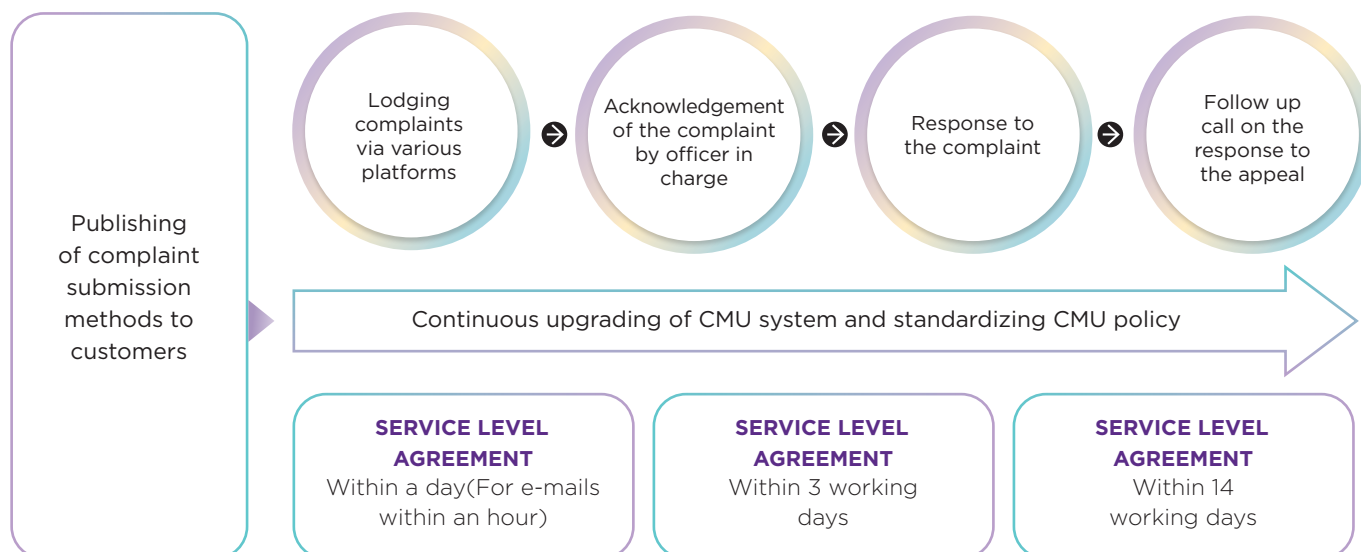 Publishing
of complaint
submission
methods to
customers
Lodging
complaints
via various
platforms
Acknowledgement
of the complaint
by officer in
charge
Response to
the complaint
Follow up
call on the
response to
the appeal
Continuous upgrading of CMU system and standardizing CMU policy
SERVICE LEVEL
AGREEMENT
Within a day(For e-mails
within an hour)
SERVICE LEVEL
AGREEMENT
Within 3 working
days
SERVICE LEVEL
AGREEMENT
Within 14
working days